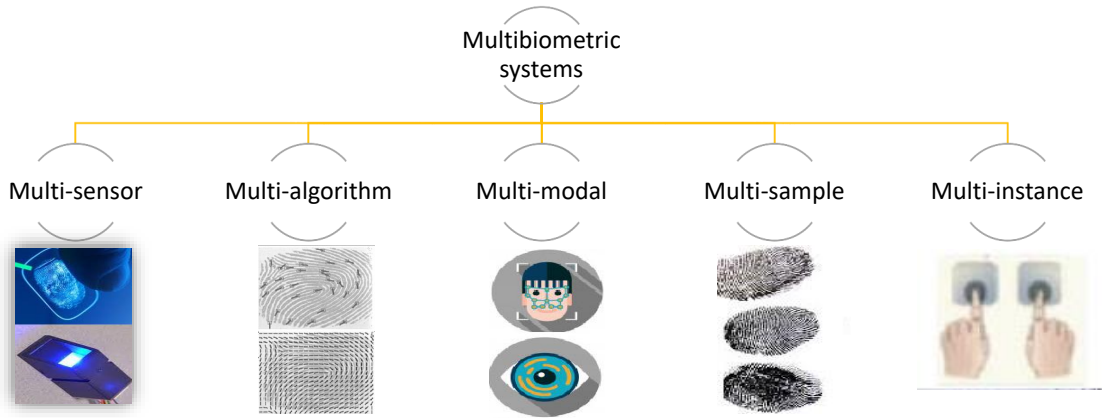 Multibiometric
systems
Multi-sensor
Multi-algorithm
Multi-modal
Multi-sample
Multi-instance